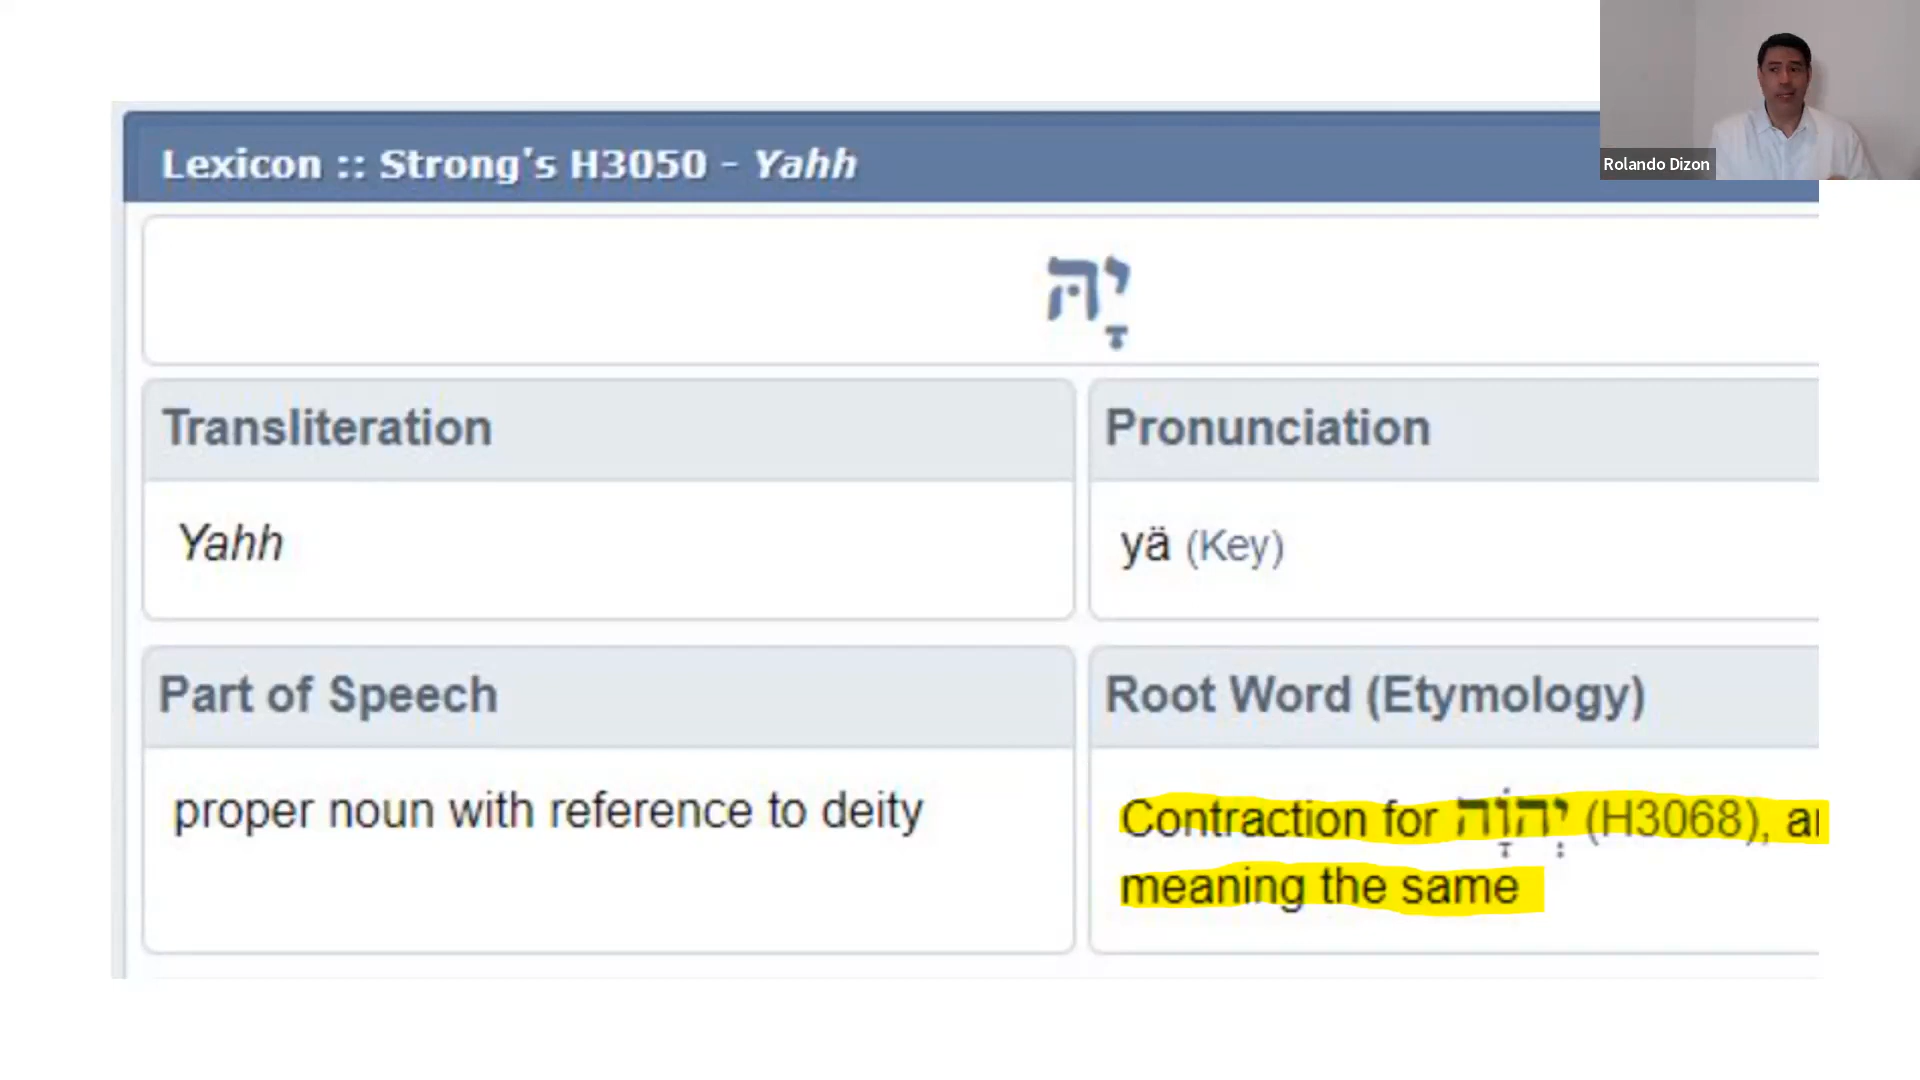 Rolando Dizon
Lexicon :: Strong's H3050 - Yahh
יָהּ
Transliteration
Pronunciation
Yahh
yä (Key)
Part of Speech
Root Word (Etymology)
proper noun with reference to deity
Contraction for יְהֹוָה (H3068),
meaning the same